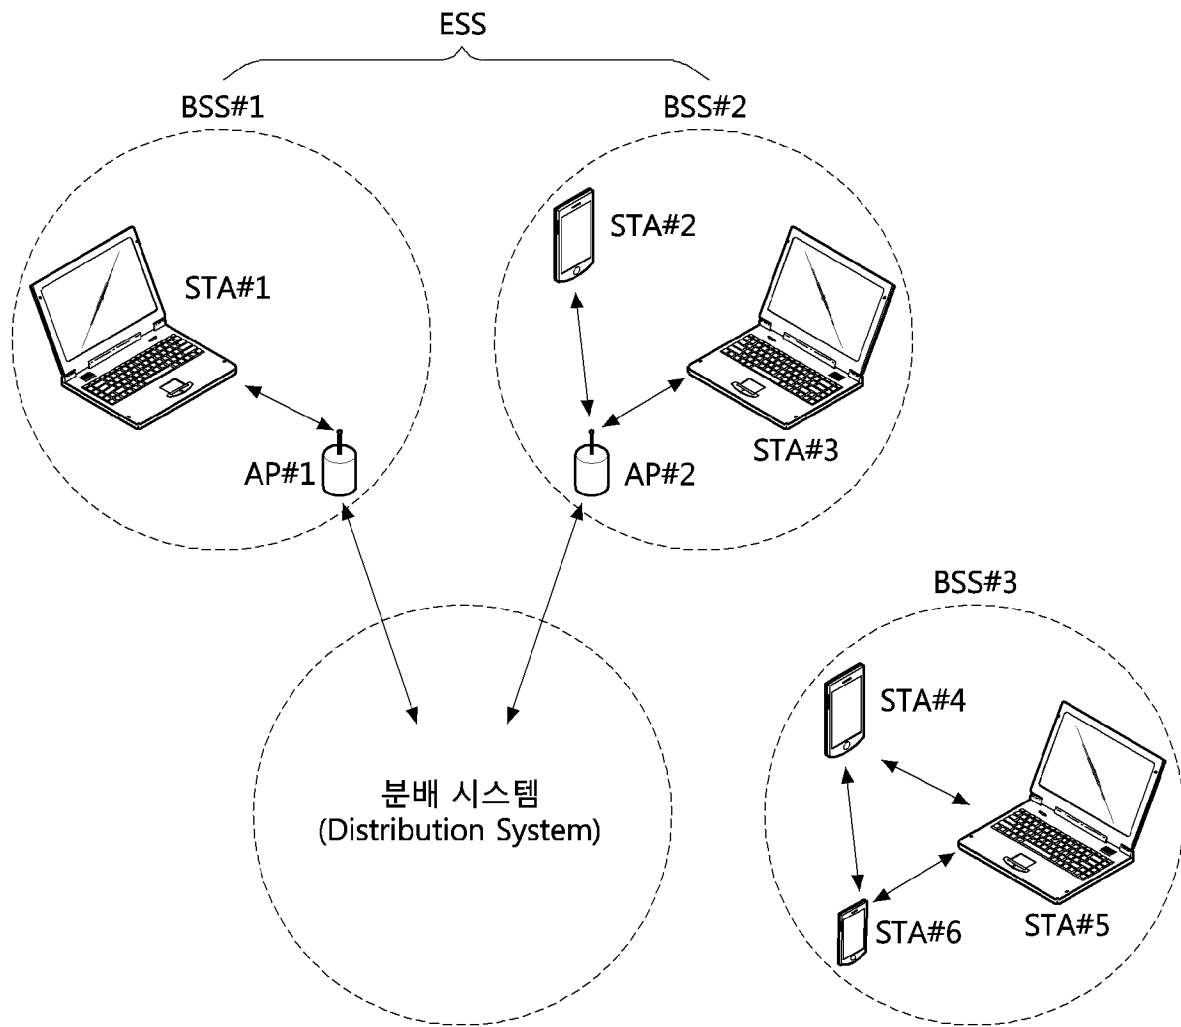 ESS
BSS#1
BSS#2
STA#2
STA#1
STA#3
AP#1
AP#2
BSS#3
STA#4
분배 시스템
(Distribution System)
STA#5
STA#6